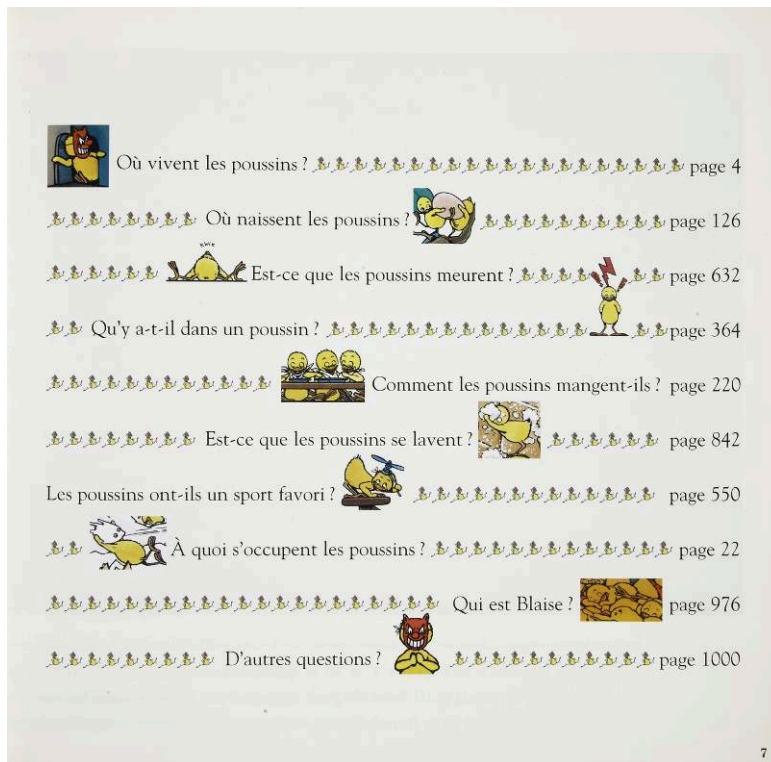 Où vivent les poussins ? page 4
Où naissent les poussins ? page 126
KWIK
Est-ce que les poussins meurent ? page 632
Qu'y a-t-il dans un poussin ? page 364
Comment les poussins mangent-ils ? page 220
Est-ce que les poussins se lavent ? page 842
Les poussins ont-ils un sport favori ? page 550
À quoi s'occupent les poussins ? page 22
Qui est Blaise ? page 976
D'autres questions ? page 1000
7